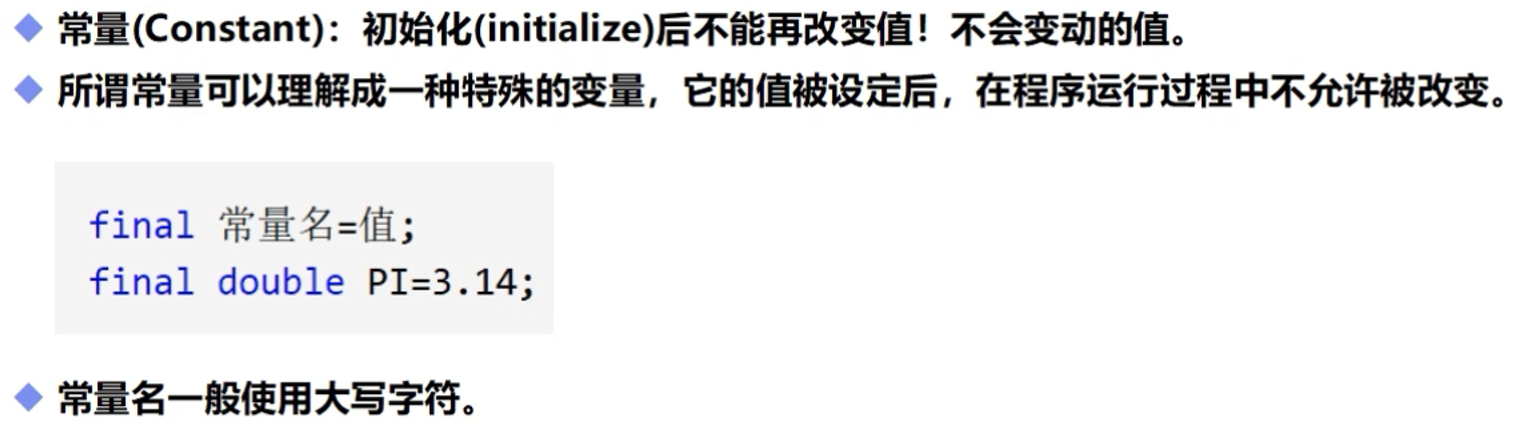 ◆ 常量(Constant)：初始化(initialize)后不能再改变值！不会变动的值。
◆ 所谓常量可以理解成一种特殊的变量，它的值被设定后，在程序运行过程中不允许被改变。
final 常量名=值;
final double PI=3.14;
◆ 常量名一般使用大写字符。